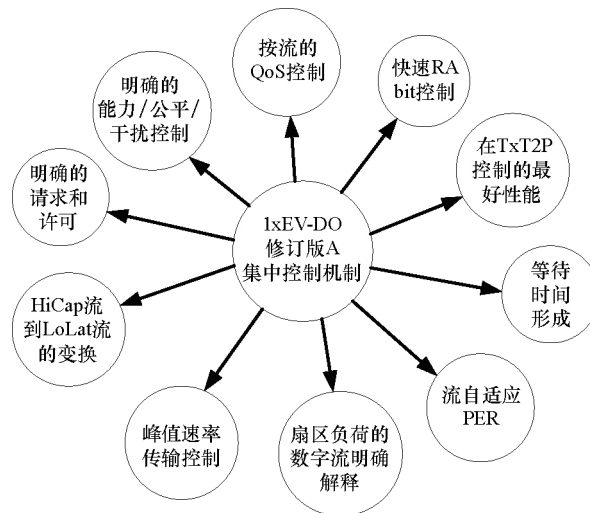 按流的
QoS控制
快速RA
bit控制
明确的
能力/公平/
干扰控制
在TxT2P
控制的最
好性能
明确的
请求和
许可
1xEV-DO
修订版A
集中控制机制
等待
时间
形成
HiCap流
到LoLat流
的变换
流自适应
PER
峰值速率
传输控制
扇区负荷的
数字流明确
解释